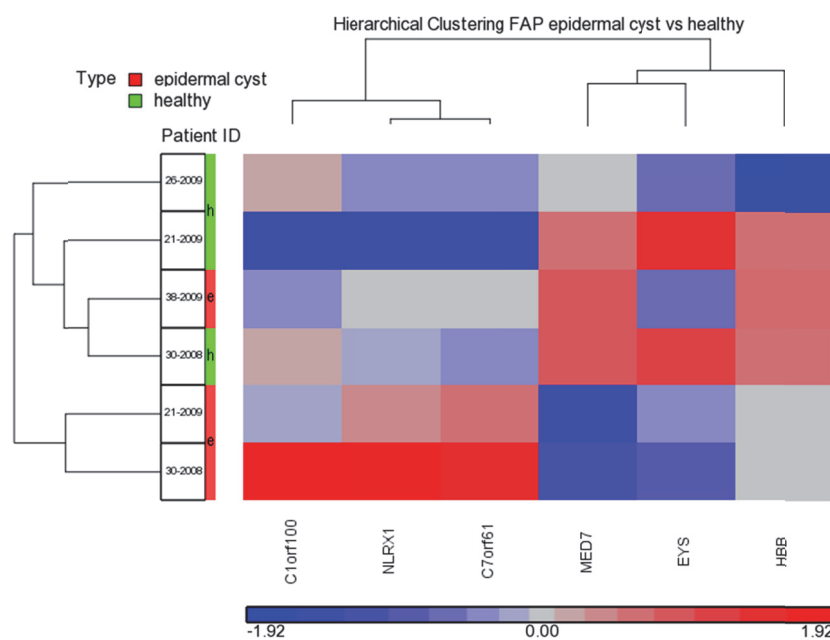 Hierarchical Clustering FAP epidermal cyst vs healthy
Type
epidermal cyst
healthy
Patient ID
26-2009
h
21-2009
38-2009
e
30-2008
h
21-2009
e
30-2008
C1orf100
NLRX1
C7orf61
MED7
EYS
HBB
-1.92
0.00
1.92